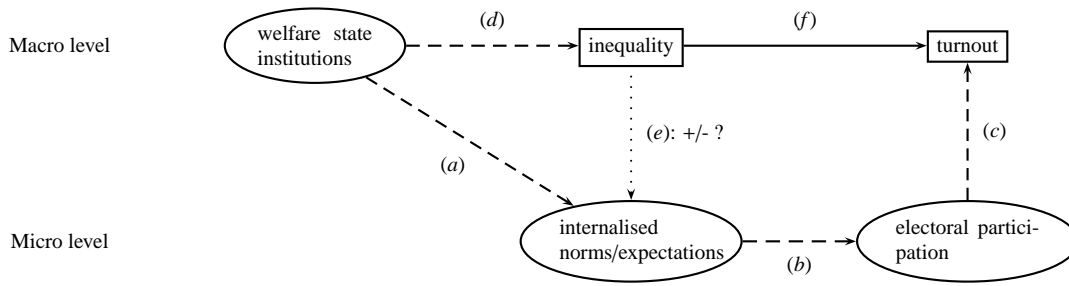 Macro level
welfare state
institutions
(d)
inequality
(f)
turnout
(e): +/- ?
(c)
(a)
Micro level
internalised
norms/expectations
(b)
electoral partici-
pation